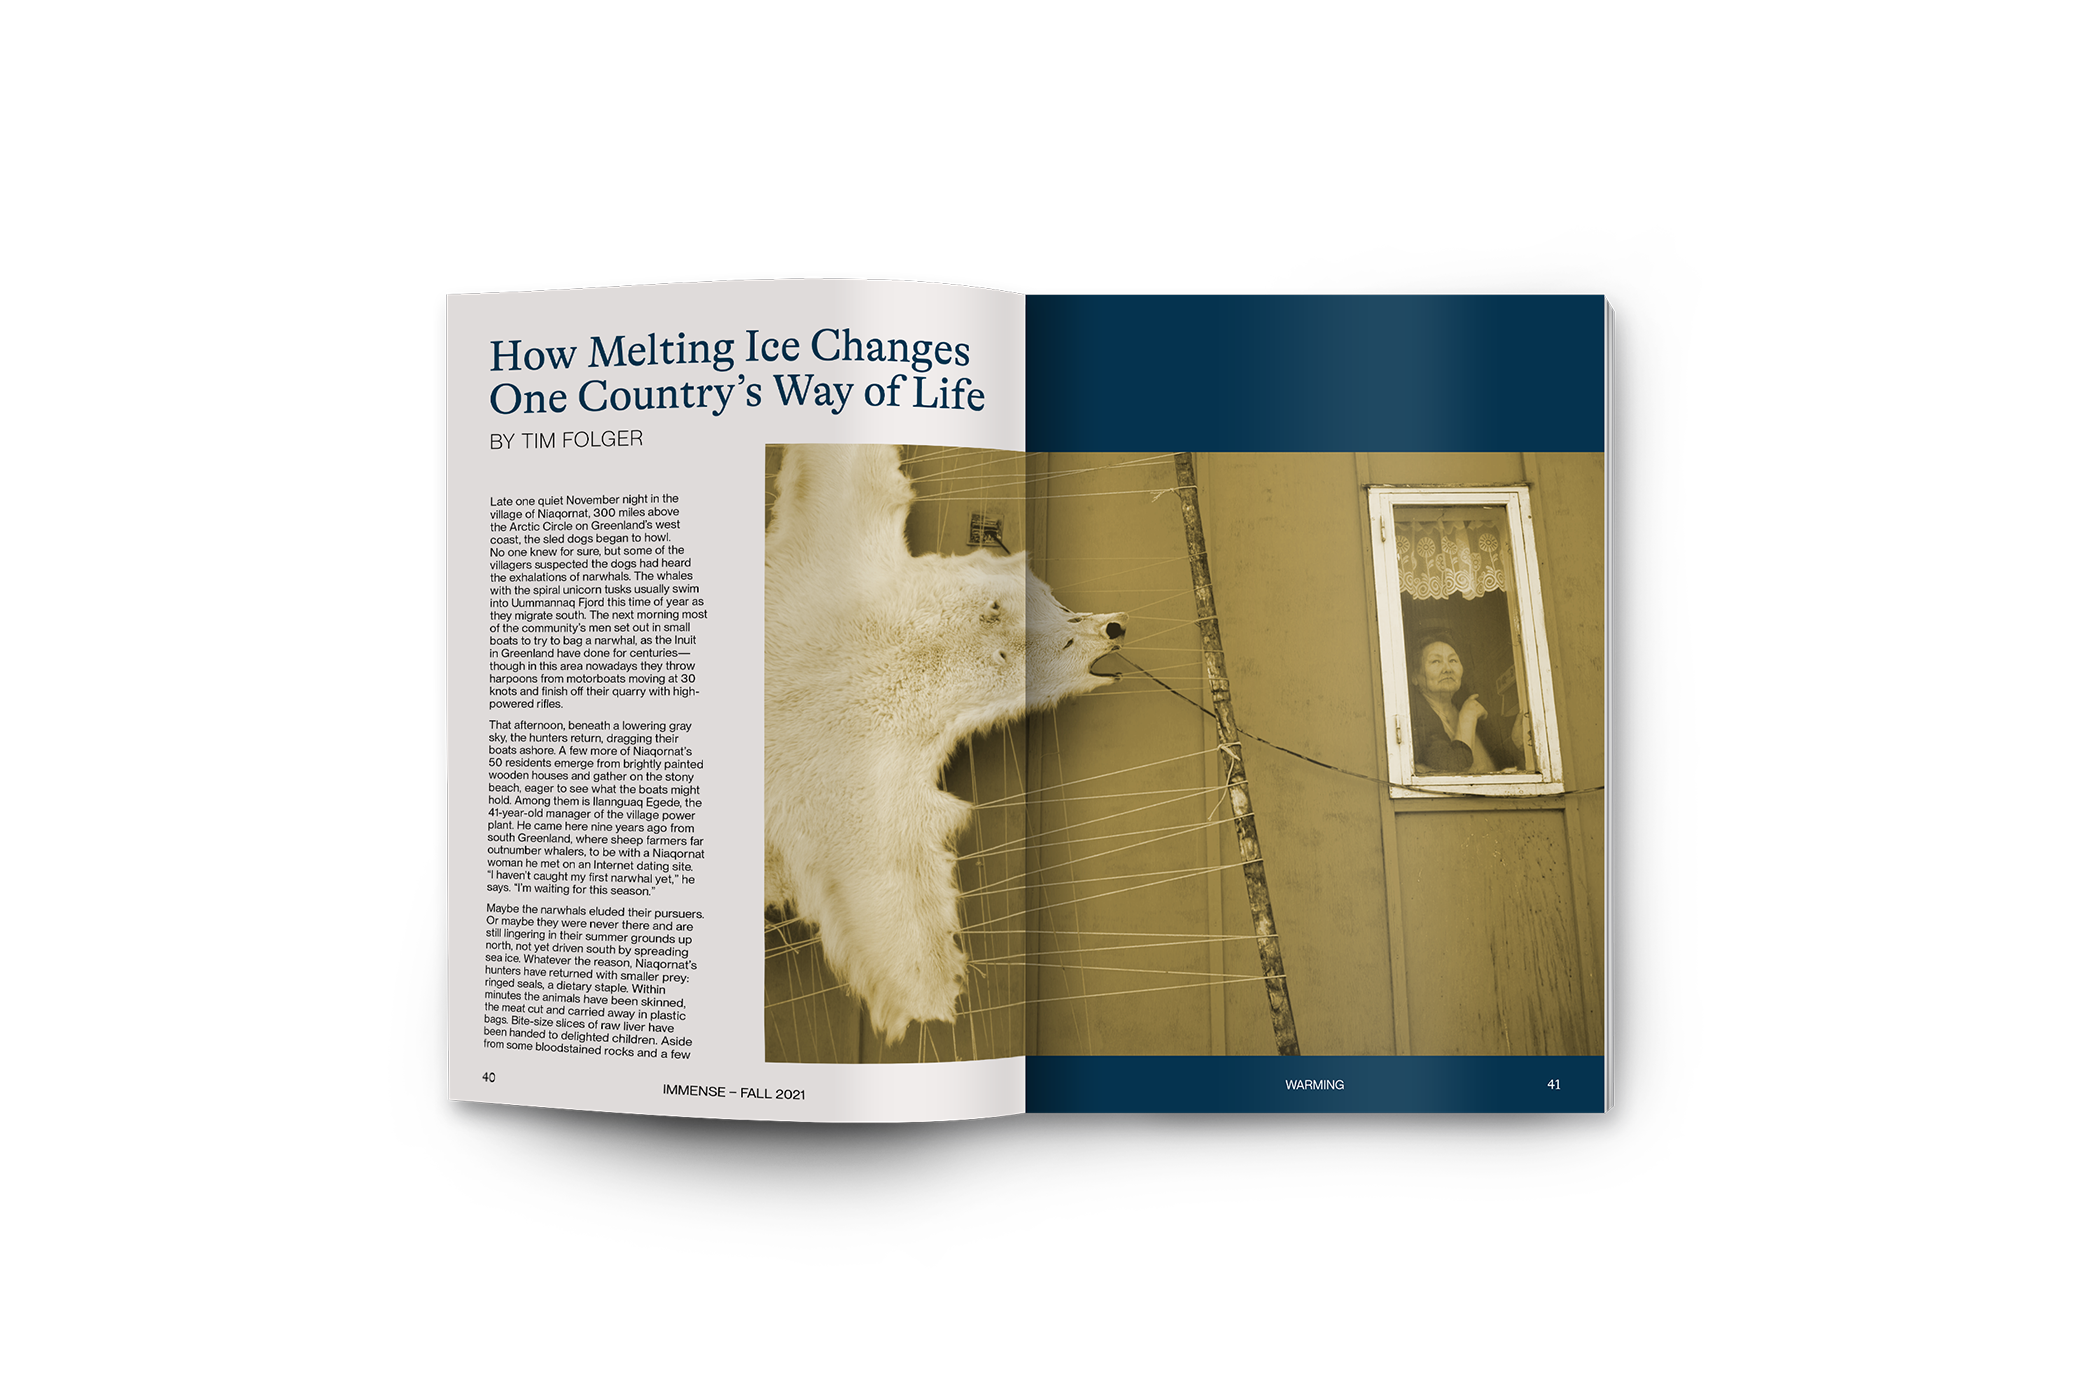 How Melting Ice Changes
One Country’s Way of Life
BY TIM FOLGER
Late one quiet November night in the
village of Niaqornat, 300 miles above
the Arctic Circle on Greenland’s west
coast, the sled dogs began to howl.
No one knew for sure, but some of the
villagers suspected the dogs had heard
the exhalations of narwhals. The whales
with the spiral unicorn tusks usually swim
into Uummannaq Fjord this time of year as
they migrate south. The next morning most
of the community’s men set out in small
boats to try to bag a narwhal, as the Inuit
in Greenland have done for centuries—
though in this area nowadays they throw
harpoons from motorboats moving at 30
knots and finish off their quarry with high-
powered rifles.
That afternoon, beneath a lowering gray
sky, the hunters return, dragging their
boats ashore. A few more of Niaqornat’s
50 residents emerge from brightly painted
wooden houses and gather on the stony
beach, eager to see what the boats might
hold. Among them is Ilannguaq Egede, the
41-year-old manager of the village power
plant. He came here nine years ago from
south Greenland, where sheep farmers far
outnumber whalers, to be with a Niaqornat
woman he met on an Internet dating site.
“I haven’t caught my first narwhal yet,” he
says. “I’m waiting for this season.”
Maybe the narwhals eluded their pursuers.
Or maybe they were never there and are
still lingering in their summer grounds up
north, not yet driven south by spreading
sea ice. Whatever the reason, Niaqornat’s
hunters have returned with smaller prey:
ringed seals, a dietary staple. Within
minutes the animals have been skinned,
the meat cut and carried away in plastic
bags. Bite-size slices of raw liver have
been handed to delighted children. Aside
from some bloodstained rocks and a few
40
IMMENSE – FALL 2021
WARMING
41